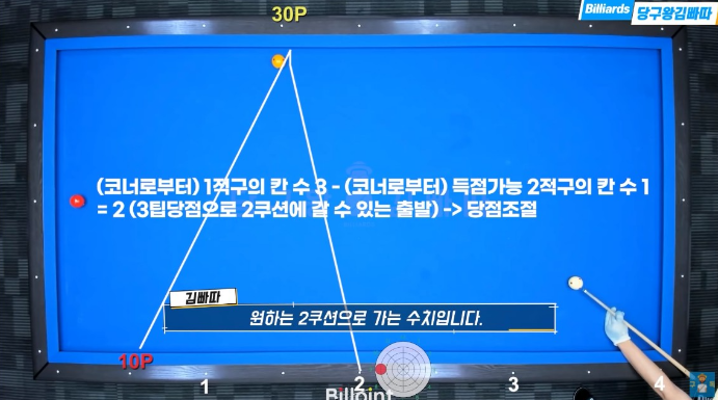 30P
Billiards 당구왕김빠따
(코너로부터) 1적구의 칸 수 3 - (코너로부터) 득점가능 2적구의 칸 수 1
= 2 (3팁당점으로 2쿠션에 갈 수 있는 출발) -> 당점조절
김빠따
원하는 2쿠션으로 가는 수치입니다.
10P
1 2 3 4
Billpoint